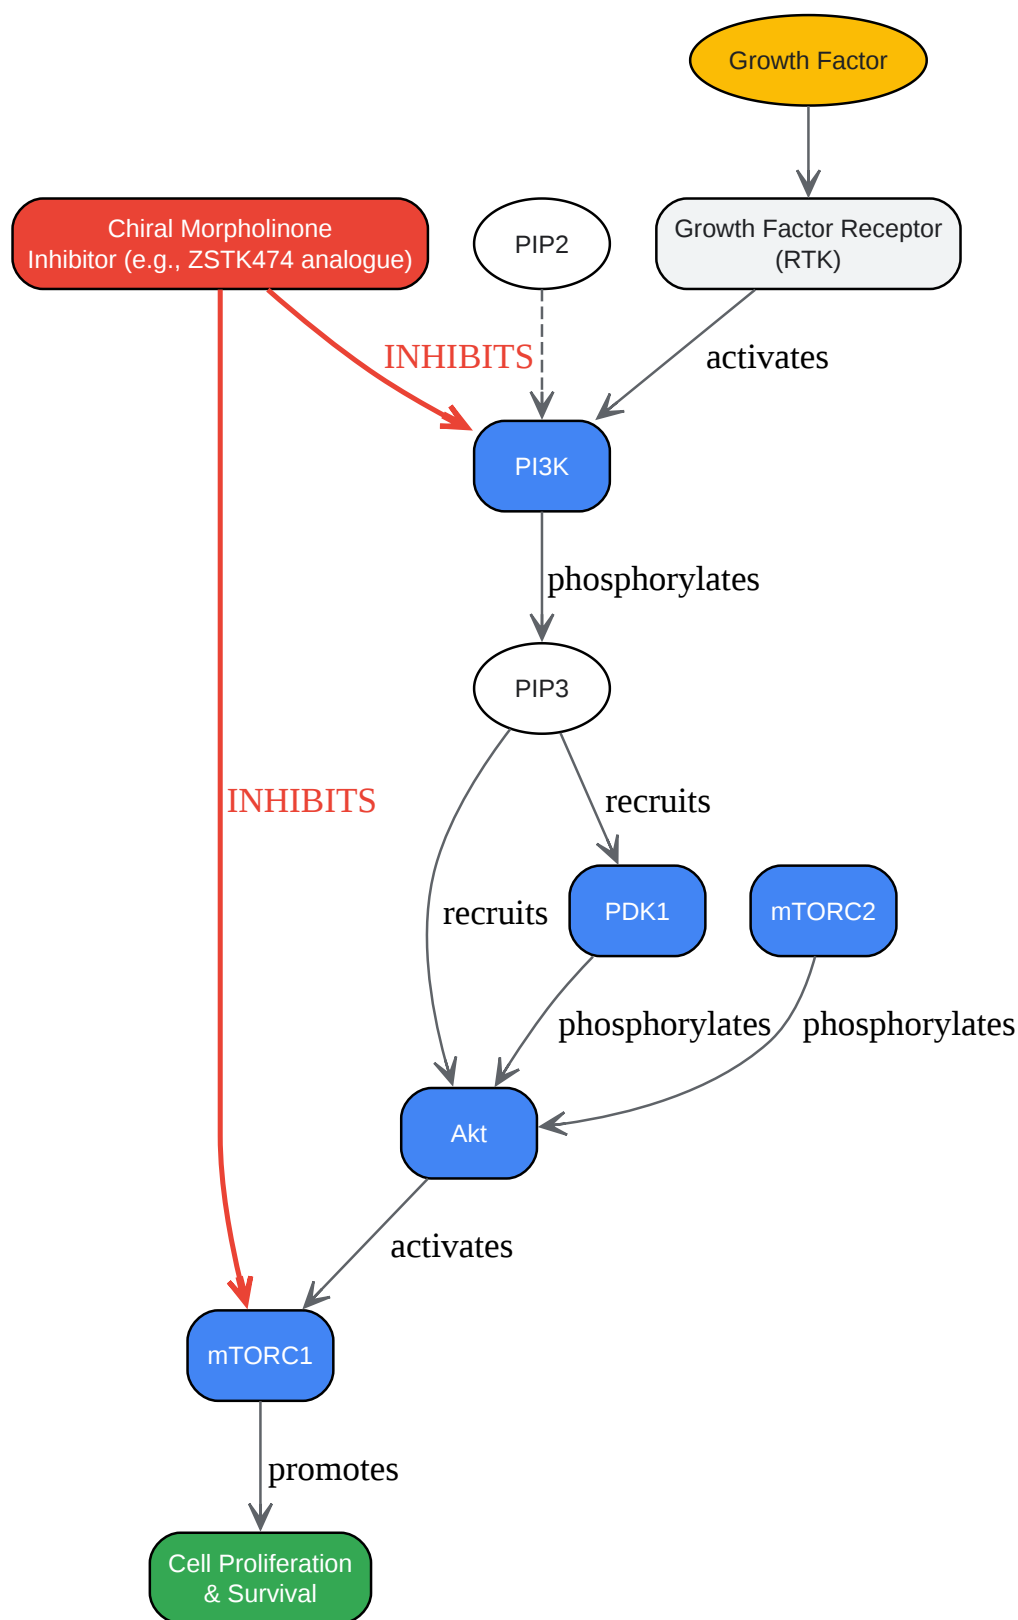 Growth Factor
Chiral Morpholinone
Inhibitor (e.g., ZSTK474 analogue)
PIP2
Growth Factor Receptor
(RTK)
INHIBITS
activates
PI3K
phosphorylates
PIP3
INHIBITS
recruits
recruits
PDK1
mTORC2
phosphorylates
phosphorylates
Akt
activates
mTORC1
promotes
Cell Proliferation
& Survival